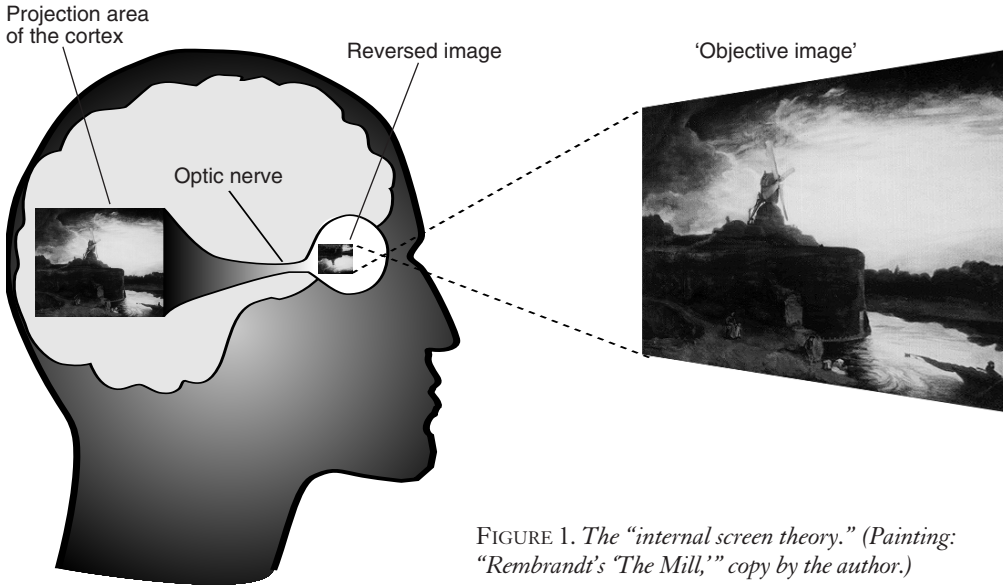 Projection area
of the cortex
Reversed image
‘Objective image’
Optic nerve
FIGURE 1. The “internal screen theory.” (Painting:
“Rembrandt’s ‘The Mill,’” copy by the author.)